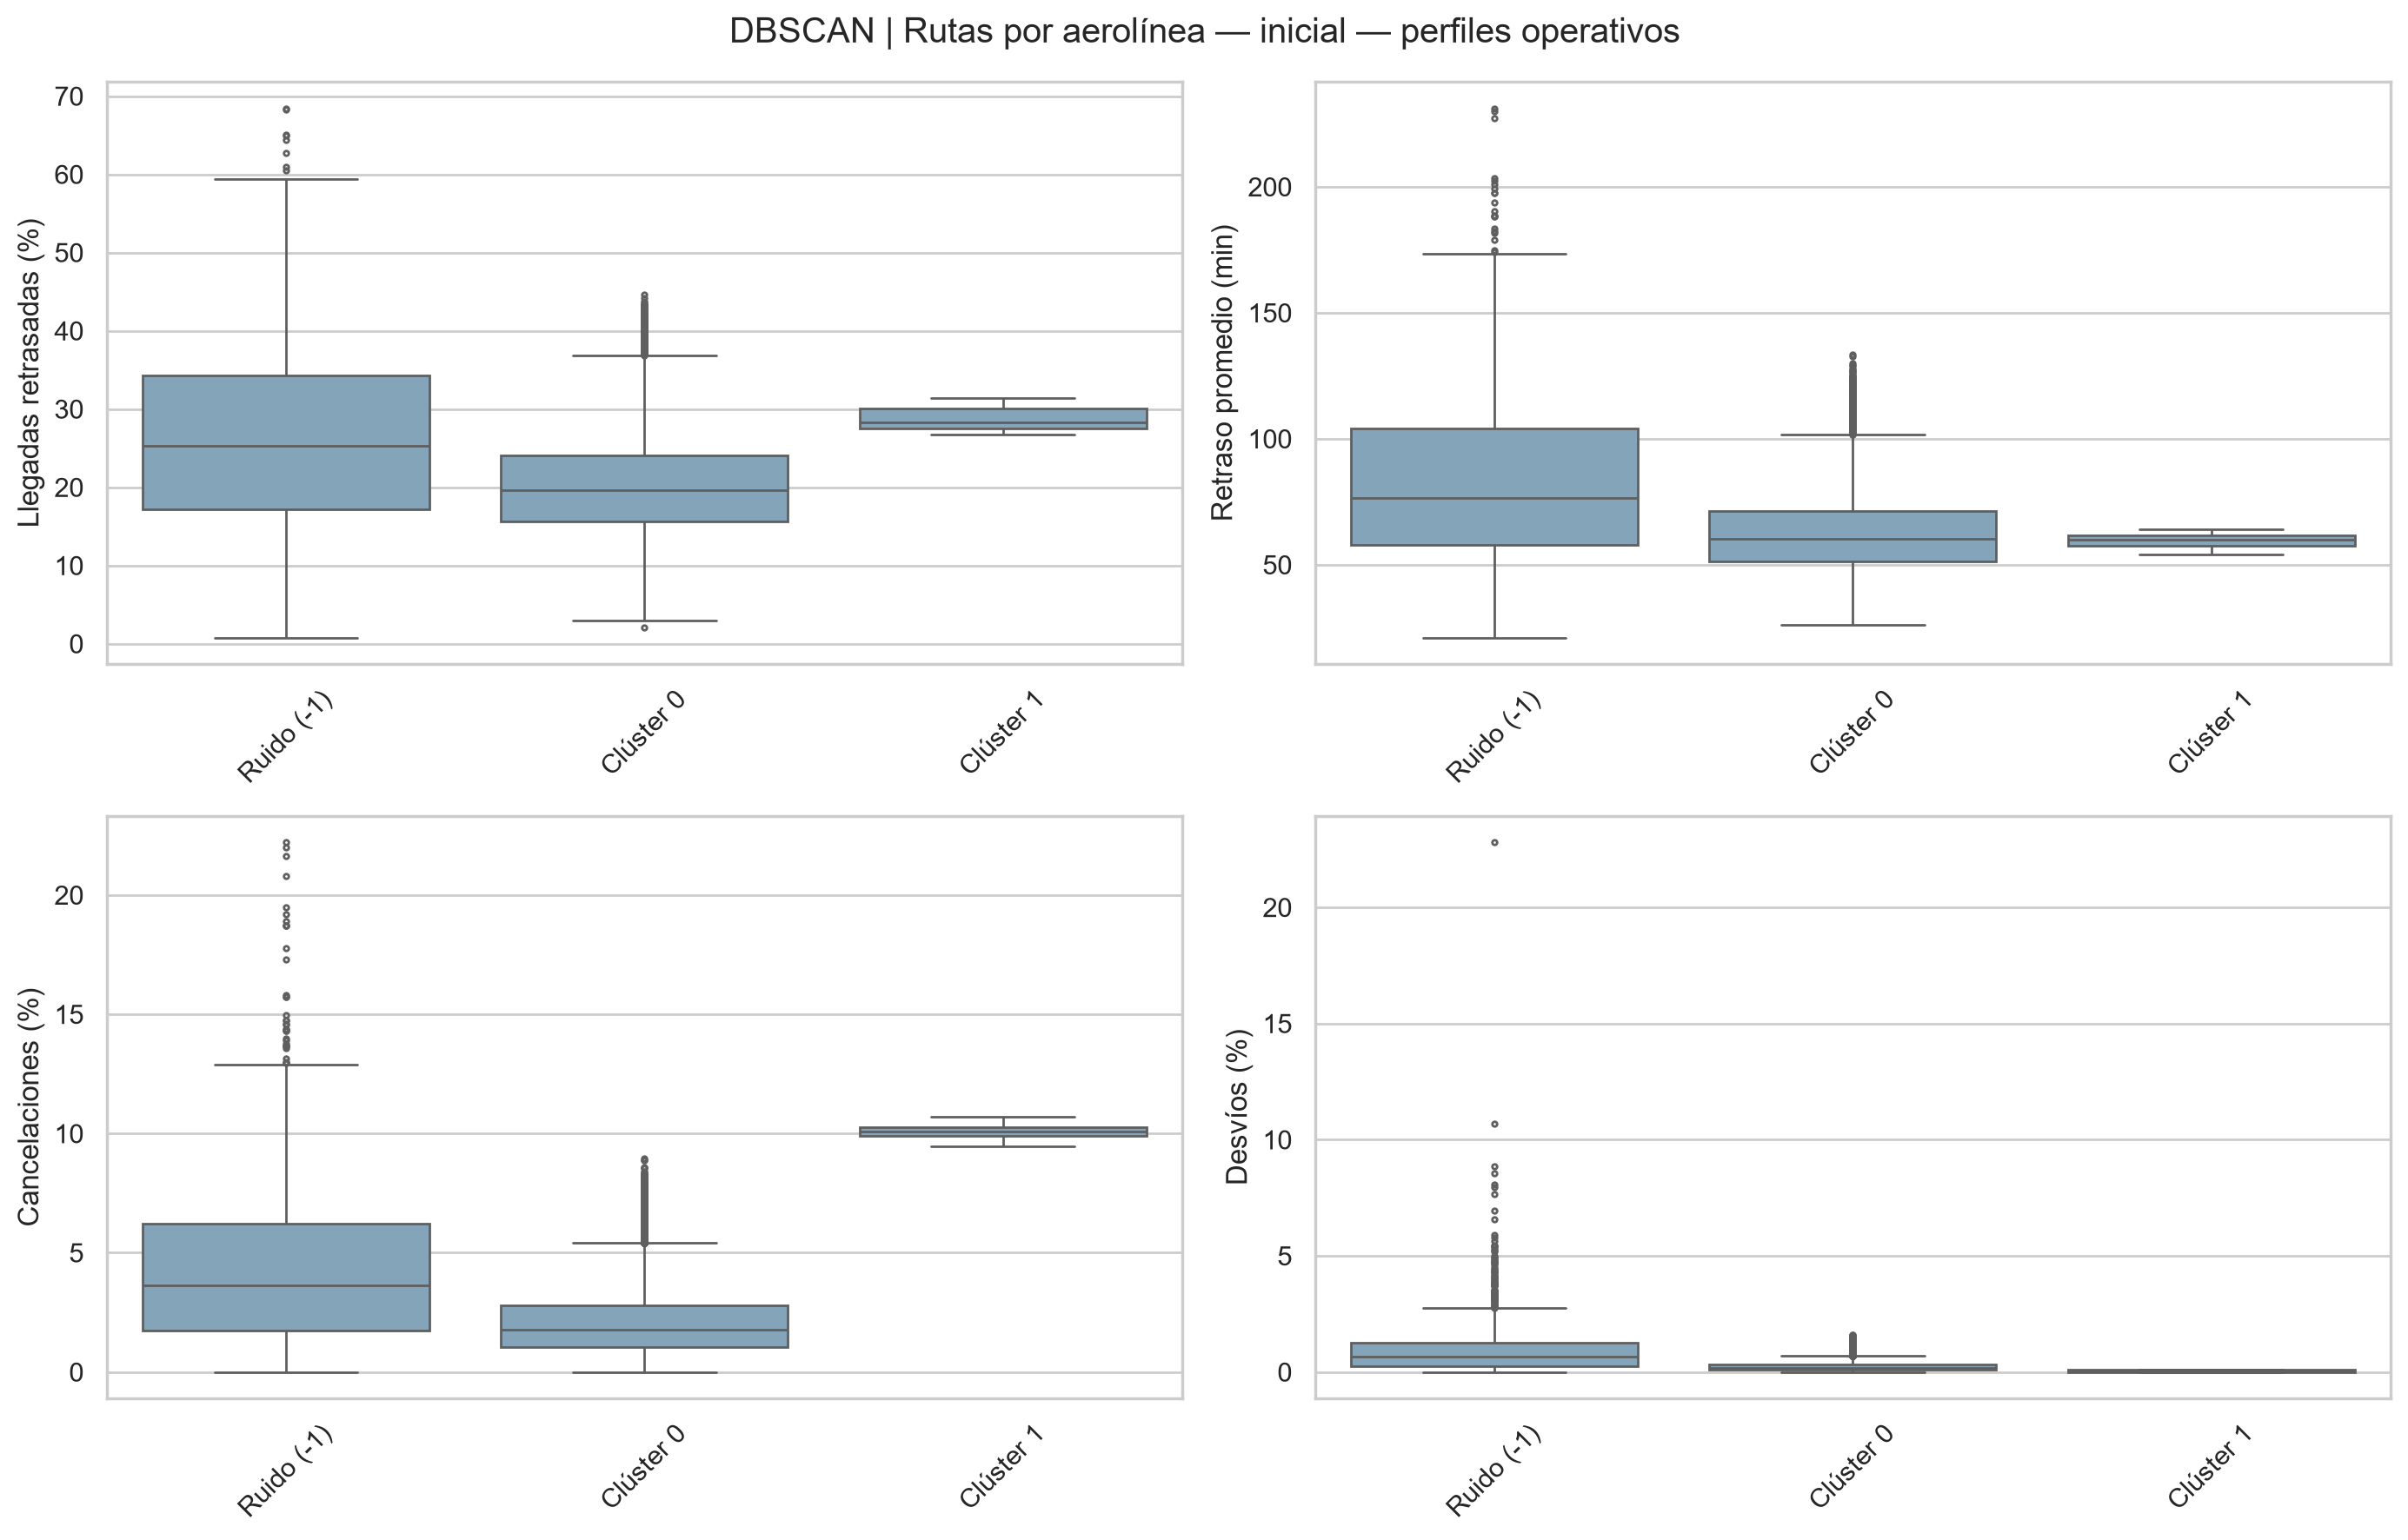 DBSCAN | Rutas por aerolínea — inicial — perfiles operativos
Llegadas retrasadas (%)
70
60
50
40
30
20
10
0
Ruido (-1)
Clúster 0
Clúster 1
Retraso promedio (min)
200
150
100
50
Ruido (-1)
Clúster 0
Clúster 1
Cancelaciones (%)
20
15
10
5
0
Ruido (-1)
Clúster 0
Clúster 1
Desvíos (%)
20
15
10
5
0
Ruido (-1)
Clúster 0
Clúster 1